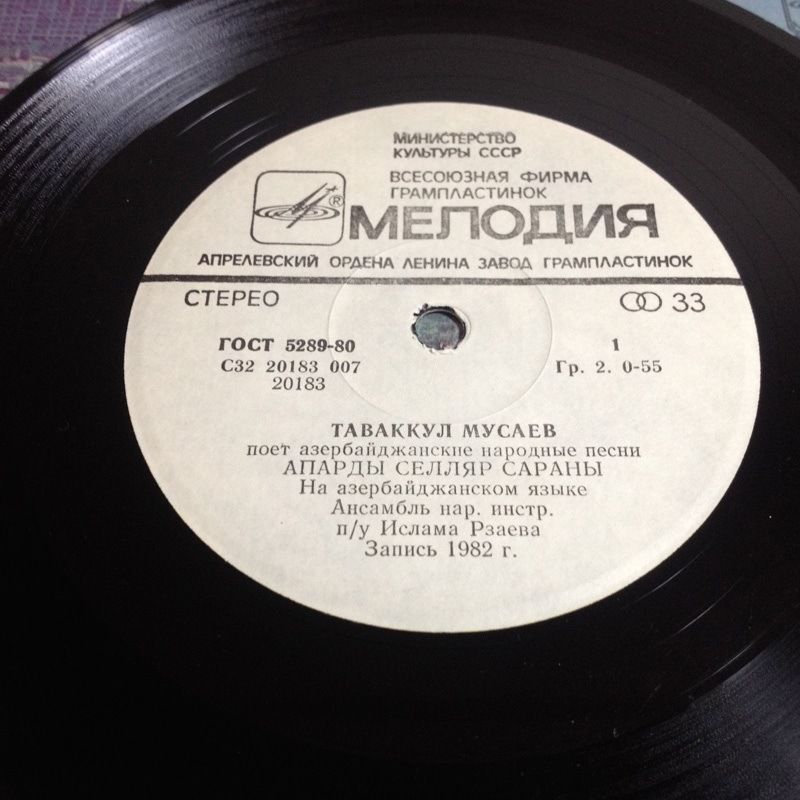 МИНИСТЕРСТВО
КУЛЬТУРЫ СССР
ВСЕСОЮЗНАЯ ФИРМА
ГРАМПЛАСТИНОК
® МЕЛОДИЯ
АПРЕЛЕВСКИЙ ОРДЕНА ЛЕНИНА ЗАВОД ГРАМПЛАСТИНОК
СТЕРЕО 33
ГОСТ 5289-80 1
С32 20183 007 Гр. 2. 0-55
20183
ТАВАККУЛ МУСАЕВ
поет азербайджанские народные песни
АПАРДЫ СЕЛЛЯР САРАНЫ
На азербайджанском языке
Ансамбль нар. инстр.
п/у Ислама Рзаева
Запись 1982 г.